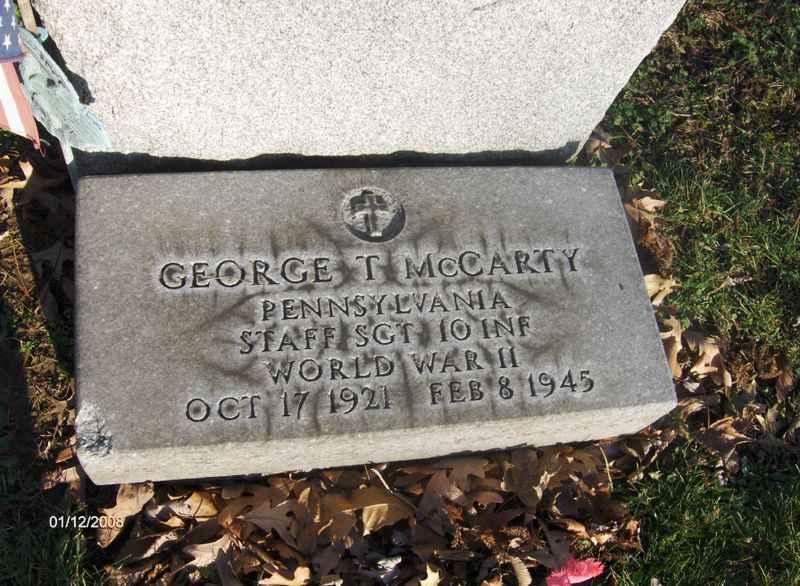 GEORGE T McCARTY
PENNSYLVANIA
STAFF SGT 10 INF
WORLD WAR II
OCT 17 1921 FEB 8 1945
01/12/2008